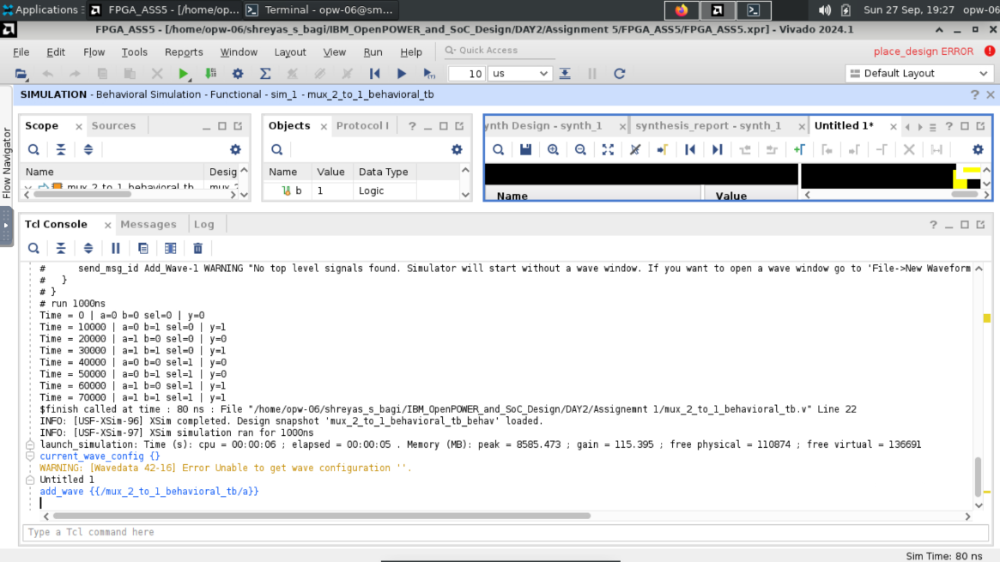 Applications FPGA_ASS5 - [/home/op... Terminal - opw-06@sm... Sun 27 Sep, 19:27 opw-06
FPGA_ASS5 - [/home/opw-06/shreyas_s_bagi/IBM_OpenPOWER_and_SoC_Design/DAY2/Assignment 5/FPGA_ASS5/FPGA_ASS5.xpr] - Vivado 2024.1
File Edit Flow Tools Reports Window Layout View Run Help Quick Access place_design ERROR
10 us Default Layout
SIMULATION - Behavioral Simulation - Functional - sim_1 - mux_2_to_1_behavioral_tb
Flow Navigator
Scope Sources
Name Desig
mux_2_to_1_behavioral_tb mux_2
Objects Protocol I
Name Value Data Type
b 1 Logic
ynth Design - synth_1 synthesis_report - synth_1 Untitled 1*
Name Value
Tcl Console Messages Log
# send_msg_id Add_Wave-1 WARNING "No top level signals found. Simulator will start without a wave window. If you want to open a wave window go to 'File->New Waveform
# }
# }
# run 1000ns
Time = 0 | a=0 b=0 sel=0 | y=0
Time = 10000 | a=0 b=1 sel=0 | y=1
Time = 20000 | a=1 b=0 sel=0 | y=0
Time = 30000 | a=1 b=1 sel=0 | y=1
Time = 40000 | a=0 b=0 sel=1 | y=0
Time = 50000 | a=0 b=1 sel=1 | y=0
Time = 60000 | a=1 b=0 sel=1 | y=1
Time = 70000 | a=1 b=1 sel=1 | y=1
$finish called at time : 80 ns : File "/home/opw-06/shreyas_s_bagi/IBM_OpenPOWER_and_SoC_Design/DAY2/Assignemnt 1/mux_2_to_1_behavioral_tb.v" Line 22
INFO: [USF-XSim-96] XSim completed. Design snapshot 'mux_2_to_1_behavioral_tb_behav' loaded.
INFO: [USF-XSim-97] XSim simulation ran for 1000ns
launch_simulation: Time (s): cpu = 00:00:06 ; elapsed = 00:00:05 . Memory (MB): peak = 8585.473 ; gain = 115.395 ; free physical = 110874 ; free virtual = 136691
current_wave_config {}
WARNING: [Wavedata 42-16] Error Unable to get wave configuration ''.
Untitled 1
add_wave {{/mux_2_to_1_behavioral_tb/a}}
Type a Tcl command here
Sim Time: 80 ns